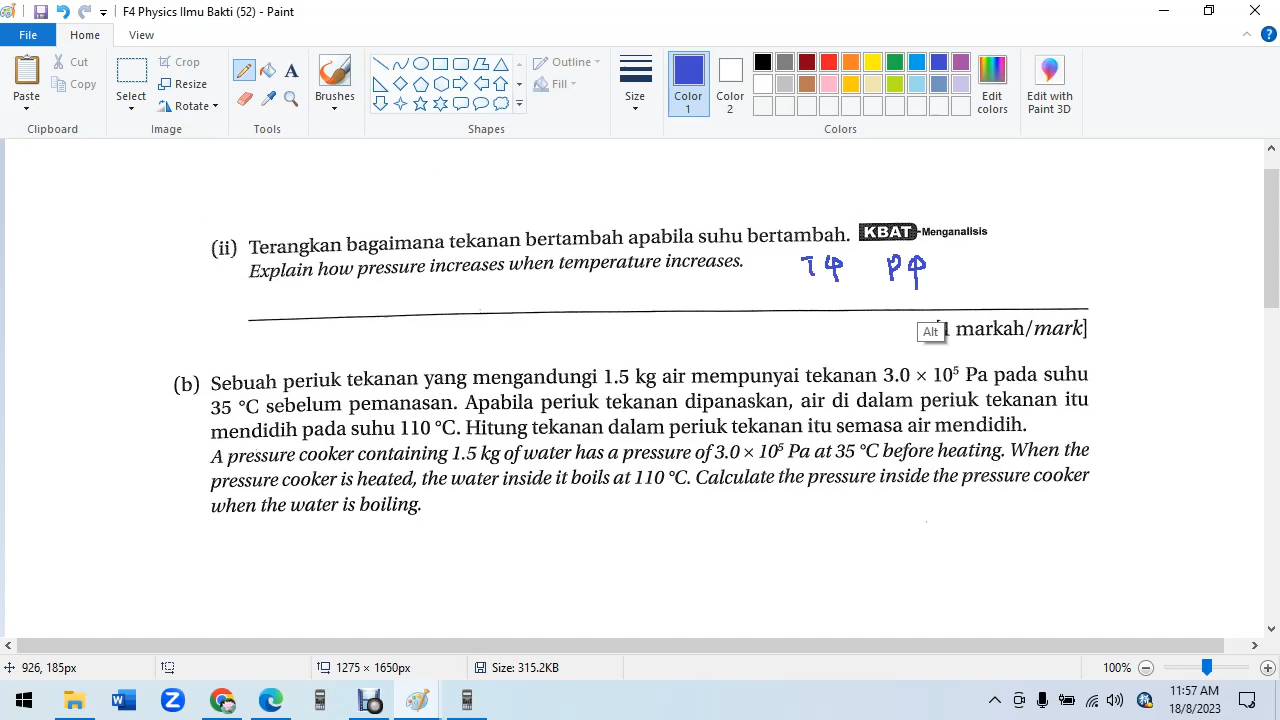 F4 Physics Ilmu Bakti (52) - Paint
File Home View
Paste
Cut
Copy
Clipboard
Select
Crop
Resize
Rotate
Image
Tools
Brushes
Shapes
Outline
Fill
Size
Color 1
Color 2
Colors
Edit colors
Edit with Paint 3D
(ii) Terangkan bagaimana tekanan bertambah apabila suhu bertambah. KBAT Menganalisis
Explain how pressure increases when temperature increases. T↑ P↑
Alt
[1 markah/mark]
(b) Sebuah periuk tekanan yang mengandungi 1.5 kg air mempunyai tekanan 3.0 × 10⁵ Pa pada suhu
35 °C sebelum pemanasan. Apabila periuk tekanan dipanaskan, air di dalam periuk tekanan itu
mendidih pada suhu 110 °C. Hitung tekanan dalam periuk tekanan itu semasa air mendidih.
A pressure cooker containing 1.5 kg of water has a pressure of 3.0 × 10⁵ Pa at 35 °C before heating. When the
pressure cooker is heated, the water inside it boils at 110 °C. Calculate the pressure inside the pressure cooker
when the water is boiling.
926, 185px
1275 × 1650px
Size: 315.2KB
100%
11:57 AM
18/8/2023